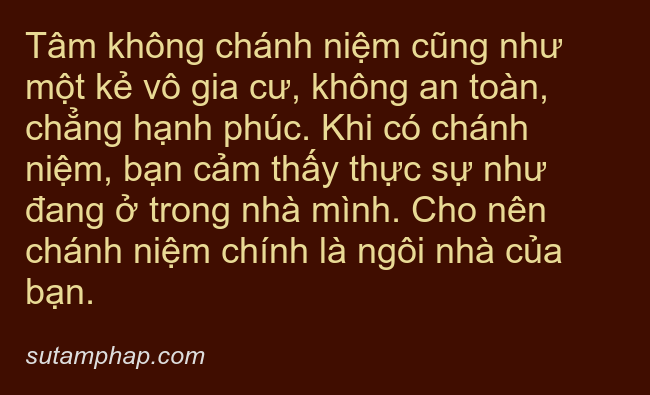 Tâm không chánh niệm cũng như
một kẻ vô gia cư, không an toàn,
chẳng hạnh phúc. Khi có chánh
niệm, bạn cảm thấy thực sự như
đang ở trong nhà mình. Cho nên
chánh niệm chính là ngôi nhà của
bạn.
sutamphap.com